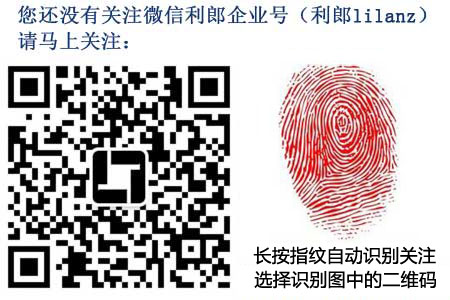 您还没有关注微信利郎企业号（利郎lilanz）
请马上关注：
长按指纹自动识别关注
选择识别图中的二维码